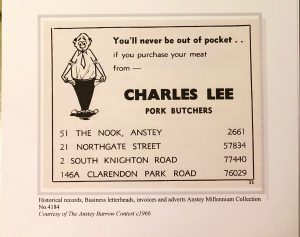 You'll never be out of pocket . .
if you purchase your meat
from —
CHARLES LEE
PORK BUTCHERS
51 THE NOOK, ANSTEY 2661
21 NORTHGATE STREET 57834
2 SOUTH KNIGHTON ROAD 77440
146A CLARENDON PARK ROAD 76029
Historical records, Business letterheads, invoices and adverts Anstey Millennium Collection
No.4184
Courtesy of The Anstey Barrow Contest c1966